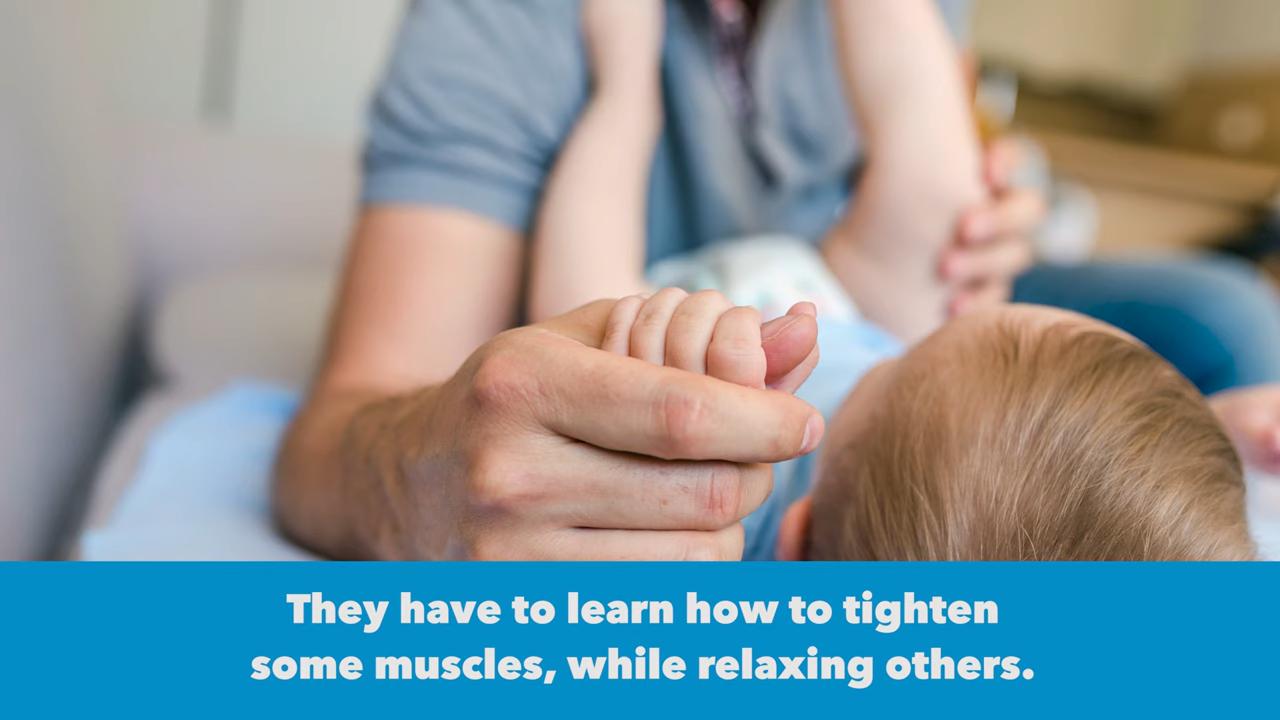 They have to learn how to tighten
some muscles, while relaxing others.